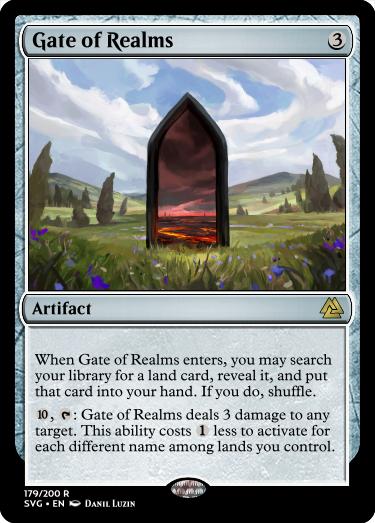 Gate of Realms 3
Artifact
When Gate of Realms enters, you may search
your library for a land card, reveal it, and put
that card into your hand. If you do, shuffle.
10, : Gate of Realms deals 3 damage to any
target. This ability costs 1 less to activate for
each different name among lands you control.
179/200 R
SVG • EN DANIL LUZIN